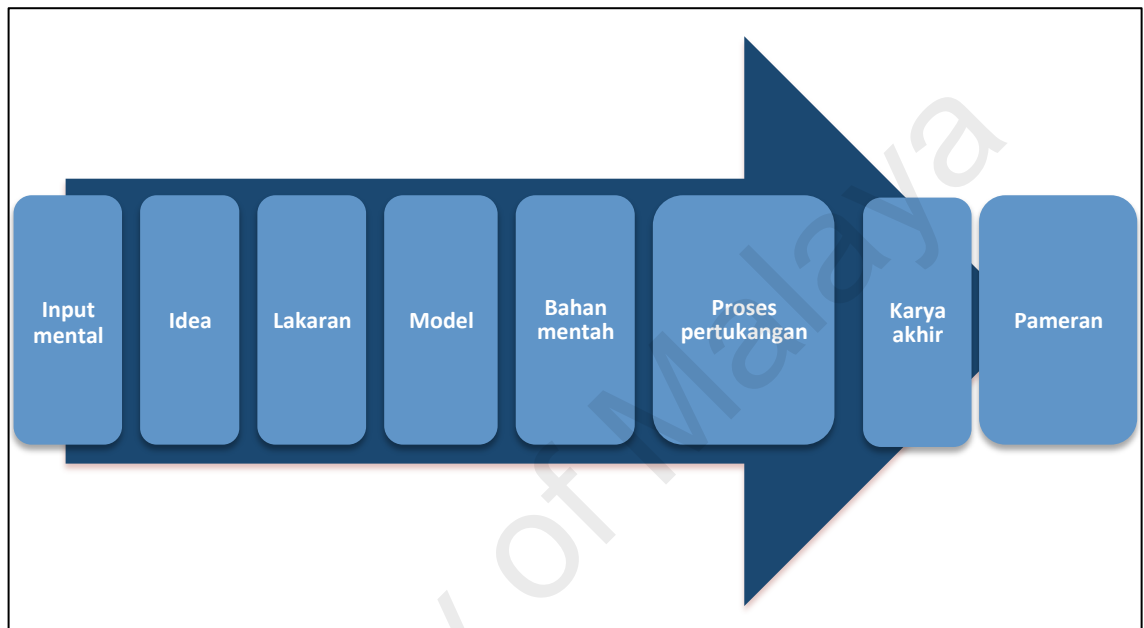 Input
mental
Idea
Lakaran
Model
Bahan
mentah
Proses
pertukangan
Karya
akhir
Pameran
of Malaya